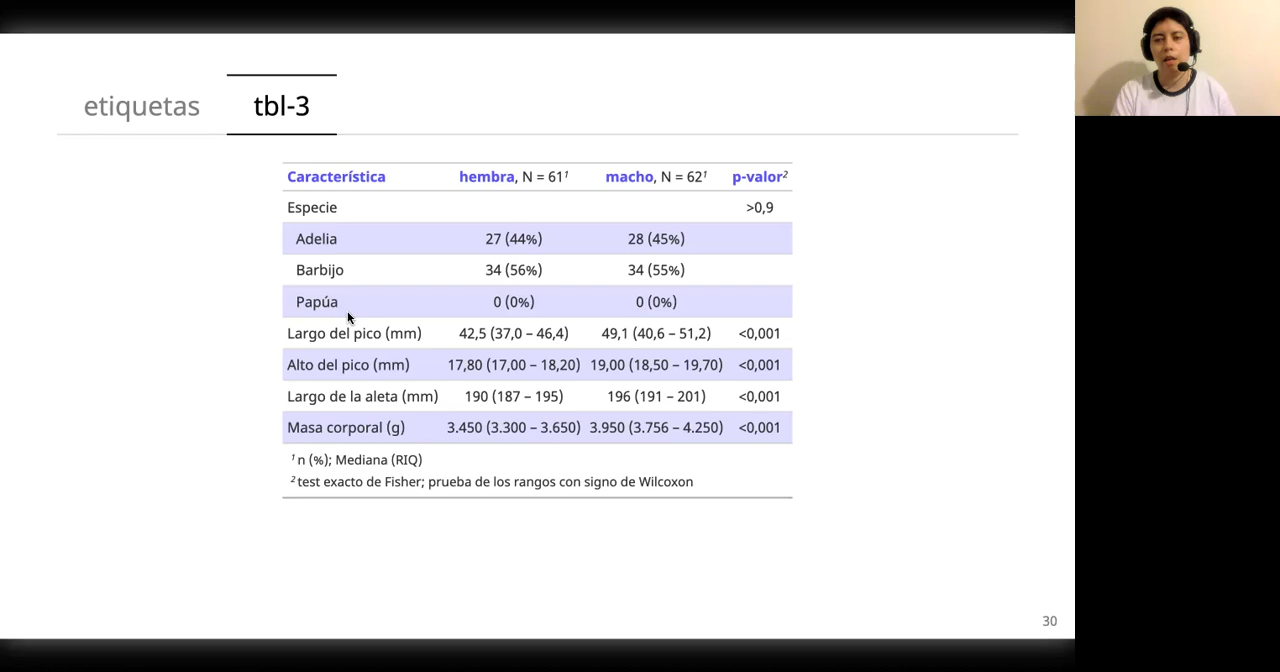 etiquetas tbl-3
Característica hembra, N = 61¹ macho, N = 62¹ p-valor²
Especie >0,9
Adelia 27 (44%) 28 (45%)
Barbijo 34 (56%) 34 (55%)
Papúa 0 (0%) 0 (0%)
Largo del pico (mm) 42,5 (37,0 – 46,4) 49,1 (40,6 – 51,2) <0,001
Alto del pico (mm) 17,80 (17,00 – 18,20) 19,00 (18,50 – 19,70) <0,001
Largo de la aleta (mm) 190 (187 – 195) 196 (191 – 201) <0,001
Masa corporal (g) 3.450 (3.300 – 3.650) 3.950 (3.756 – 4.250) <0,001
¹ n (%); Mediana (RIQ)
² test exacto de Fisher; prueba de los rangos con signo de Wilcoxon
30